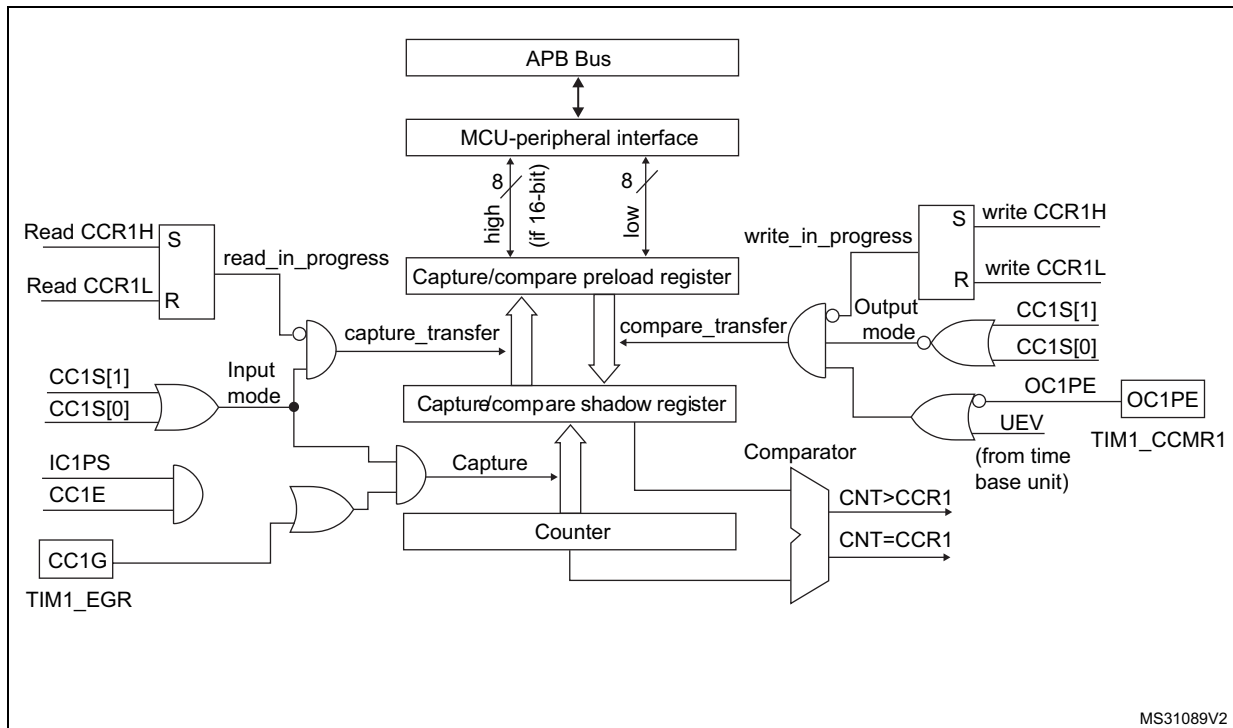 APB Bus
MCU-peripheral interface
8
high
(if 16-bit)
8
low
Read CCR1H
S
read_in_progress
Read CCR1L
R
write_in_progress
S
write CCR1H
R
write CCR1L
Capture/compare preload register
capture_transfer
compare_transfer
Output
mode
CC1S[1]
CC1S[0]
CC1S[1]
CC1S[0]
Input
mode
Capture/compare shadow register
OC1PE
OC1PE
UEV
TIM1_CCMR1
(from time
base unit)
IC1PS
CC1E
Capture
Comparator
CNT>CCR1
Counter
CNT=CCR1
CC1G
TIM1_EGR
MS31089V2